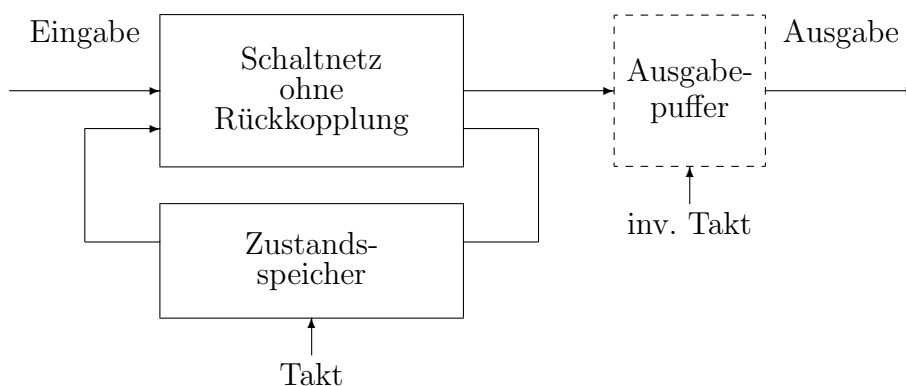 Eingabe
Schaltnetz
ohne
Rückkopplung
Ausgabe-
puffer
Ausgabe
inv. Takt
Zustands-
speicher
Takt